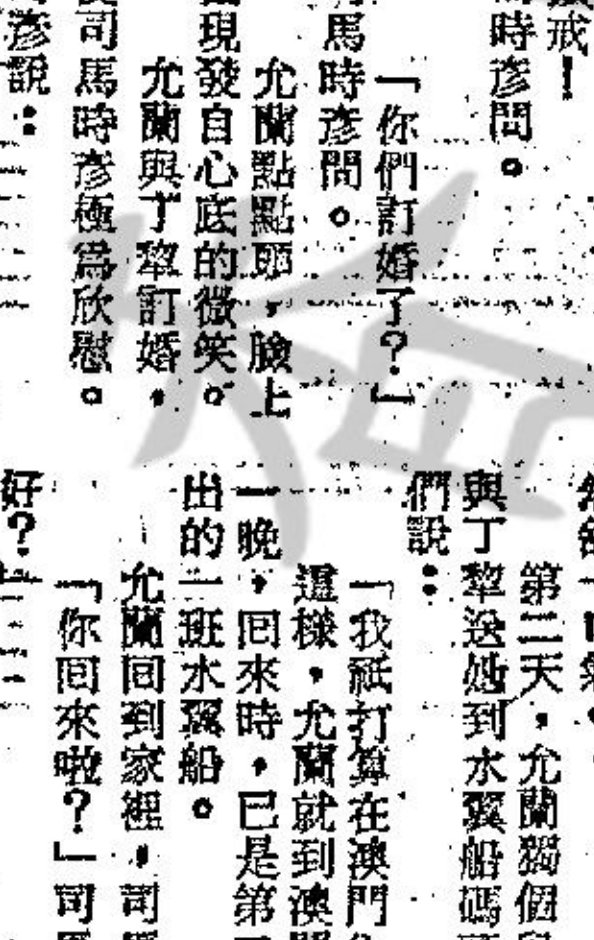 戒！
時彥問。
「你們訂婚了？」
馬時彥問。
允蘭點點頭，臉上
現發自心底的微笑。
允蘭與丁犂訂婚，
司馬時彥極爲欣慰。
彥說：
第二天，允蘭獨個
與丁犂送她到水翼船碼
們說：
「我祇打算在澳門
這樣，允蘭就到澳
一晚，回來時，已是第
出的一班水翼船。
允蘭回到家裡，司
「你回來啦？」司
好？」